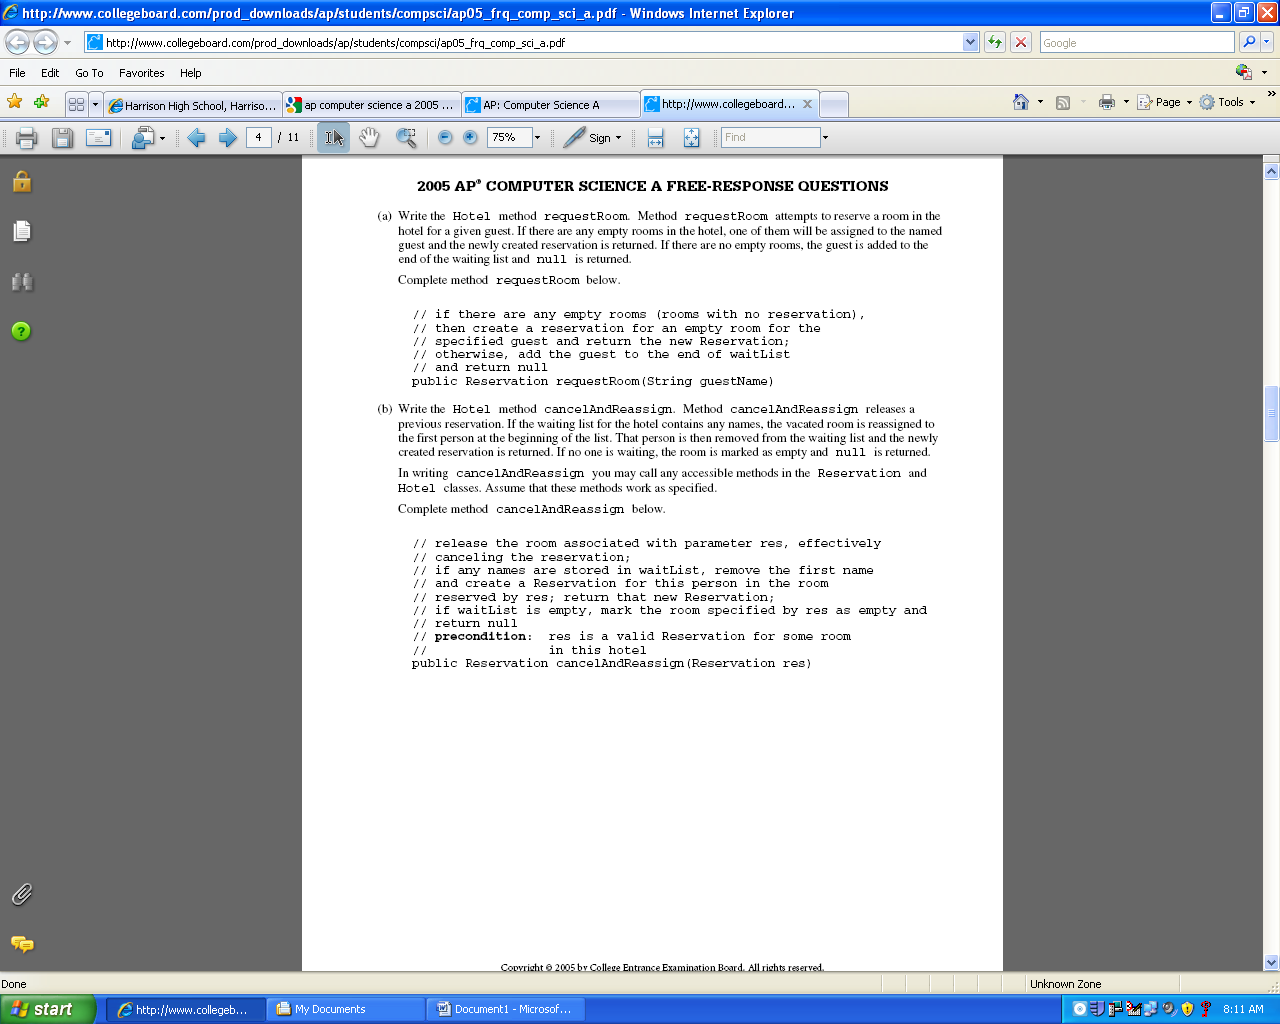 http://www.collegeboard.com/prod_downloads/ap/students/compsci/ap05_frq_comp_sci_a.pdf - Windows Internet Explorer
http://www.collegeboard.com/prod_downloads/ap/students/compsci/ap05_frq_comp_sci_a.pdf
Google
File Edit Go To Favorites Help
Harrison High School, Harriso... ap computer science a 2005 ... AP: Computer Science A http://www.collegeboard... Page Tools
4 / 11 75% Sign Find
2005 AP® COMPUTER SCIENCE A FREE-RESPONSE QUESTIONS
(a) Write the Hotel method requestRoom. Method requestRoom attempts to reserve a room in the
hotel for a given guest. If there are any empty rooms in the hotel, one of them will be assigned to the named
guest and the newly created reservation is returned. If there are no empty rooms, the guest is added to the
end of the waiting list and null is returned.
Complete method requestRoom below.
// if there are any empty rooms (rooms with no reservation),
// then create a reservation for an empty room for the
// specified guest and return the new Reservation;
// otherwise, add the guest to the end of waitList
// and return null
public Reservation requestRoom(String guestName)
(b) Write the Hotel method cancelAndReassign. Method cancelAndReassign releases a
previous reservation. If the waiting list for the hotel contains any names, the vacated room is reassigned to
the first person at the beginning of the list. That person is then removed from the waiting list and the newly
created reservation is returned. If no one is waiting, the room is marked as empty and null is returned.
In writing cancelAndReassign you may call any accessible methods in the Reservation and
Hotel classes. Assume that these methods work as specified.
Complete method cancelAndReassign below.
// release the room associated with parameter res, effectively
// canceling the reservation;
// if any names are stored in waitList, remove the first name
// and create a Reservation for this person in the room
// reserved by res; return that new Reservation;
// if waitList is empty, mark the room specified by res as empty and
// return null
// precondition: res is a valid Reservation for some room
// in this hotel
public Reservation cancelAndReassign(Reservation res)
Copyright © 2005 by College Entrance Examination Board. All rights reserved.
Done Unknown Zone
start http://www.collegeb... My Documents Document1 - Microsof... 8:11 AM